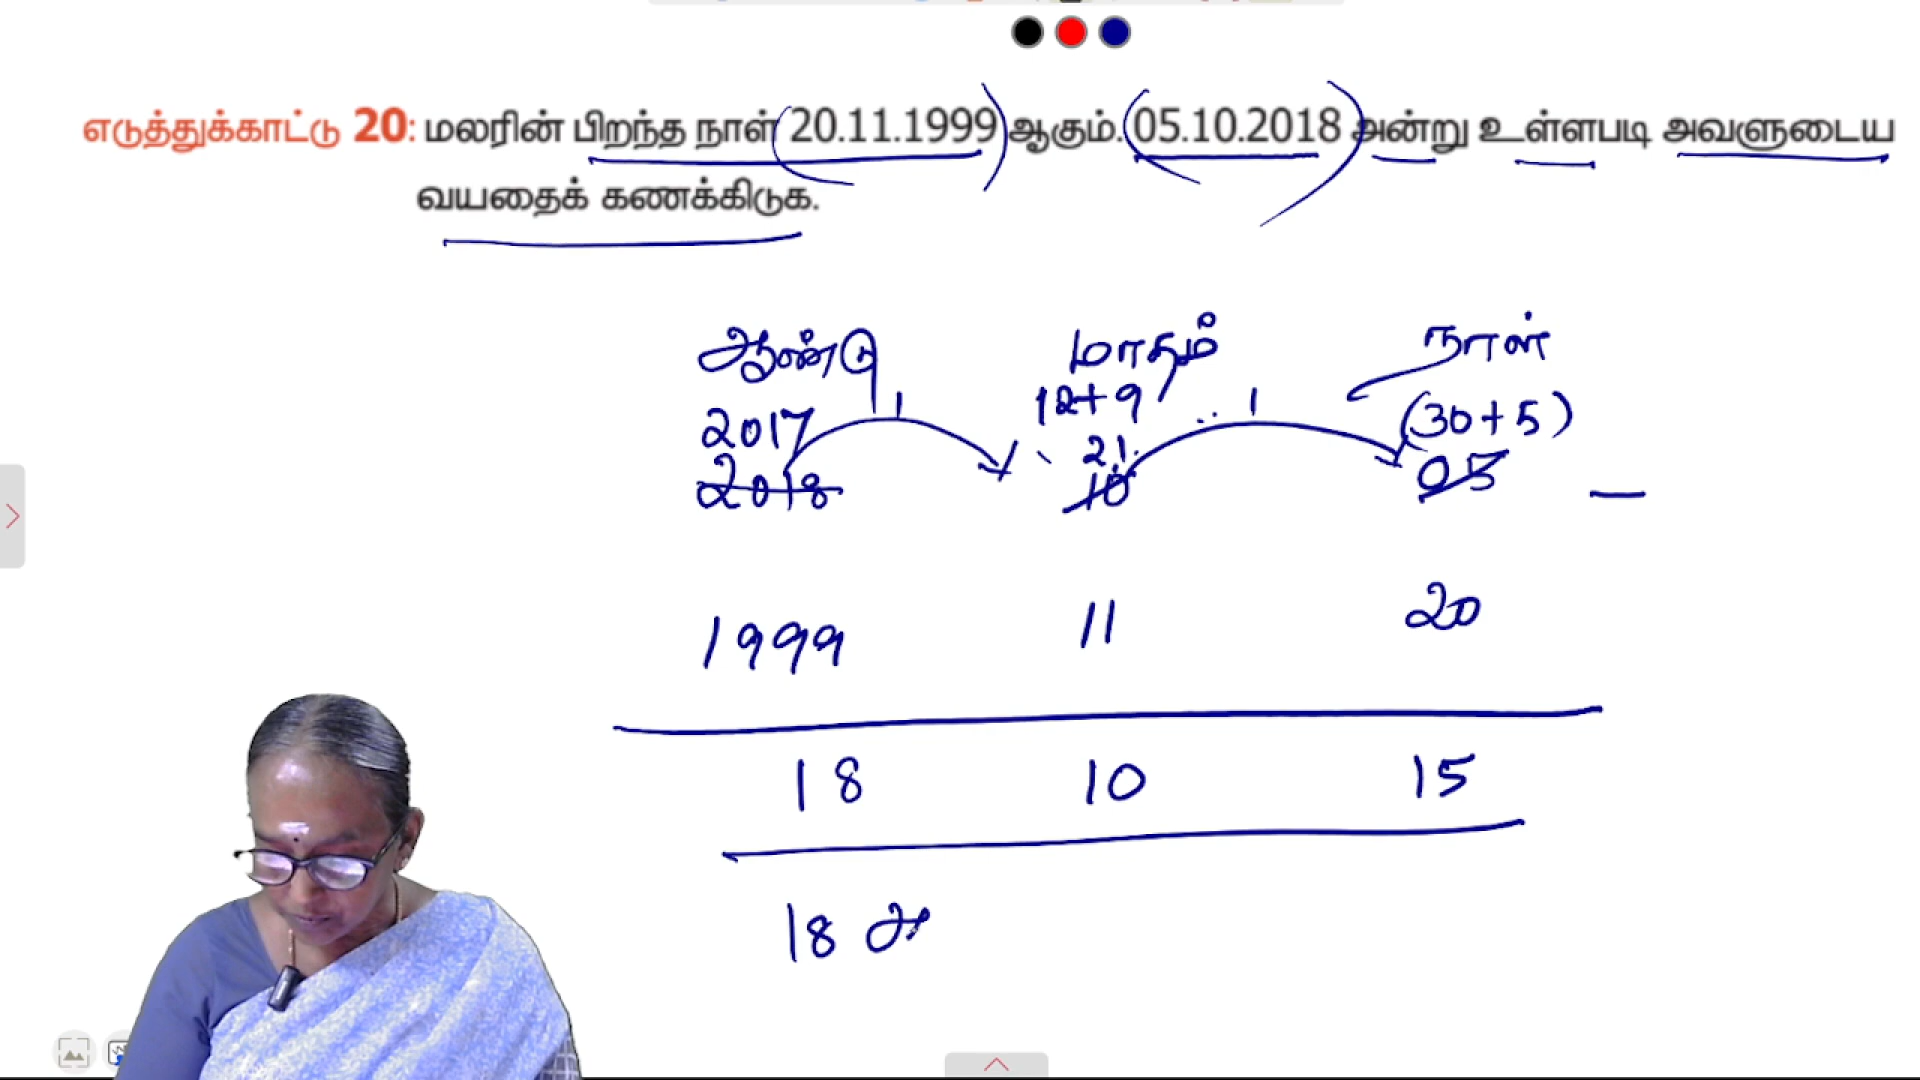 எடுத்துக்காட்டு 20: மலரின் பிறந்த நாள் 20.11.1999 ஆகும். 05.10.2018 அன்று உள்ளபடி அவளுடைய
வயதைக் கணக்கிடுக.
ஆண்டு மாதம் நாள்
1 12+9 1 (30+5)
2017 21
2018 10 05 —
1999 11 20
18 10 15
18